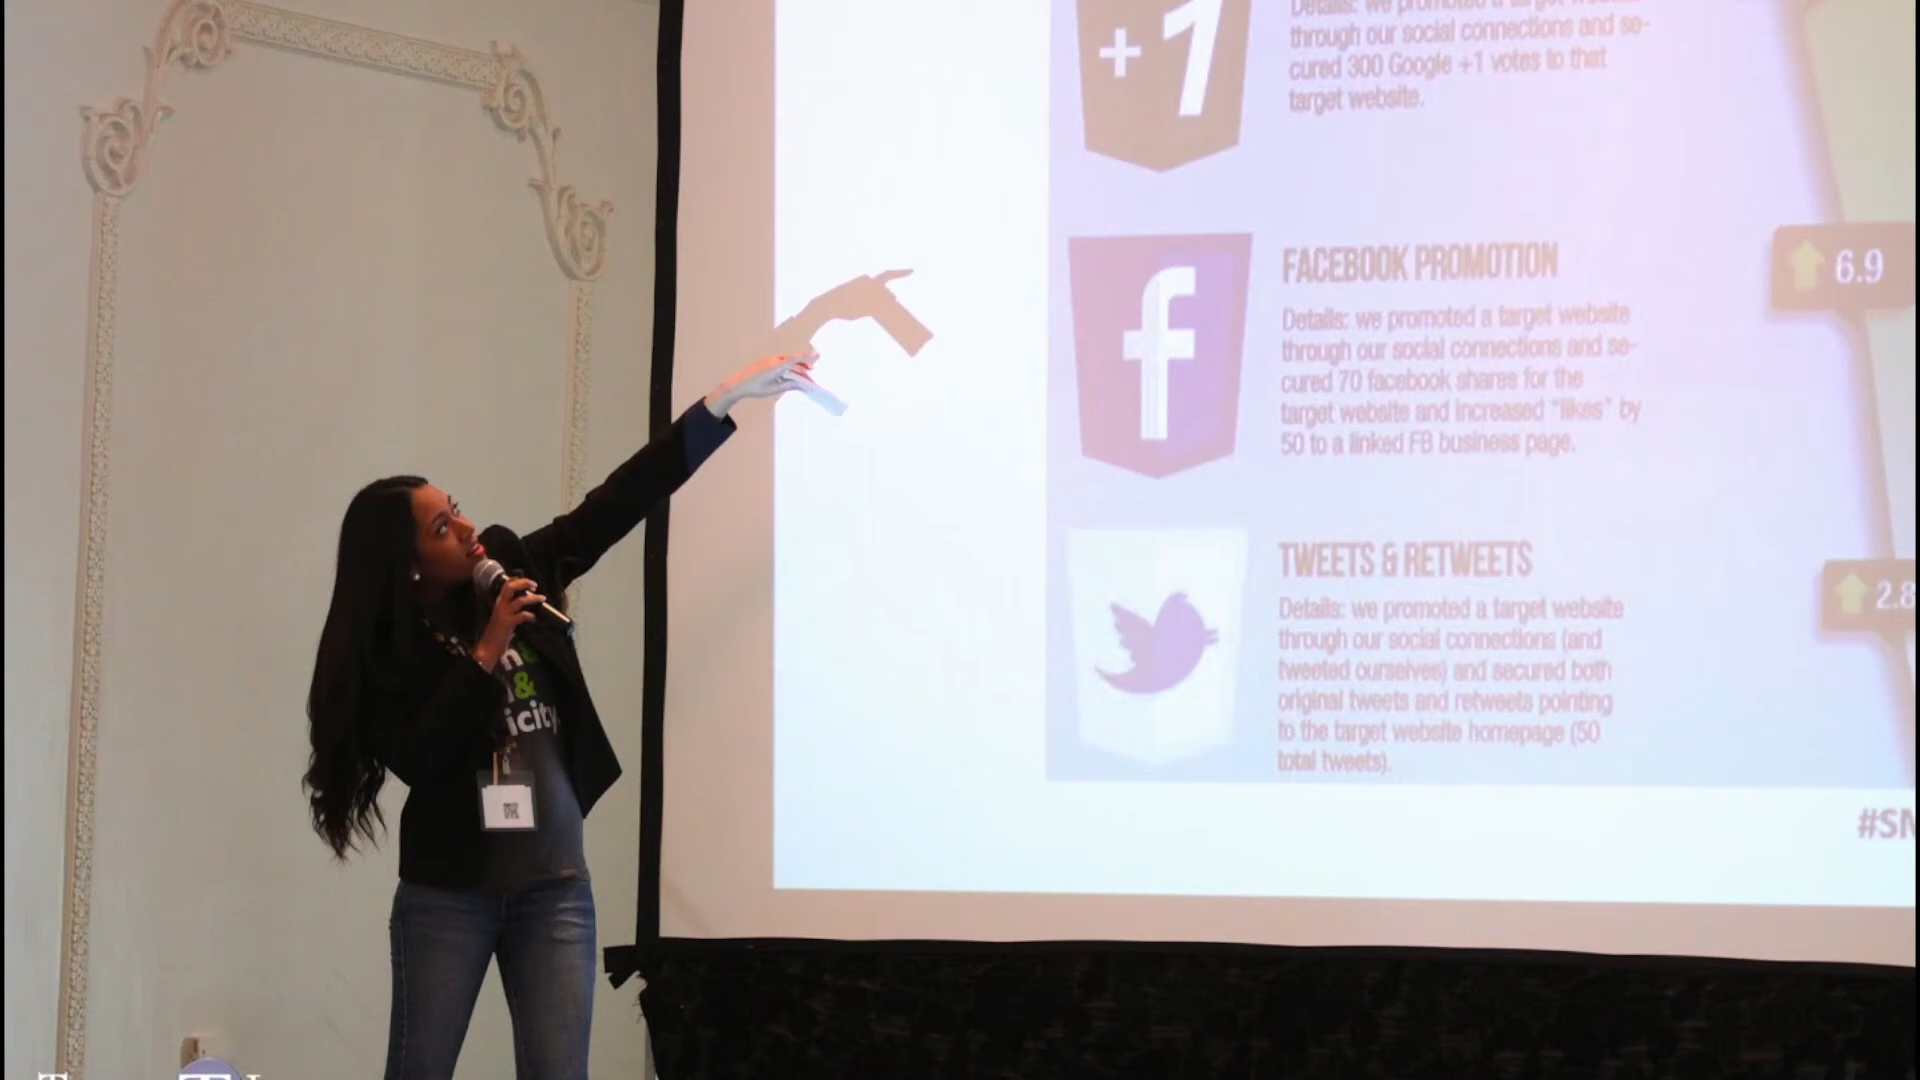 +1
through our social connections and se-
cured 300 Google +1 votes to that
target website.
FACEBOOK PROMOTION
Details: we promoted a target website
through our social connections and se-
cured 70 facebook shares for the
target website and increased "likes" by
50 to a linked FB business page.
6.9
f
TWEETS & RETWEETS
Details: we promoted a target website
through our social connections (and
tweeted ourselves) and secured both
original tweets and retweets pointing
to the target website homepage (50
total tweets).
2.8
#SM
&
icity